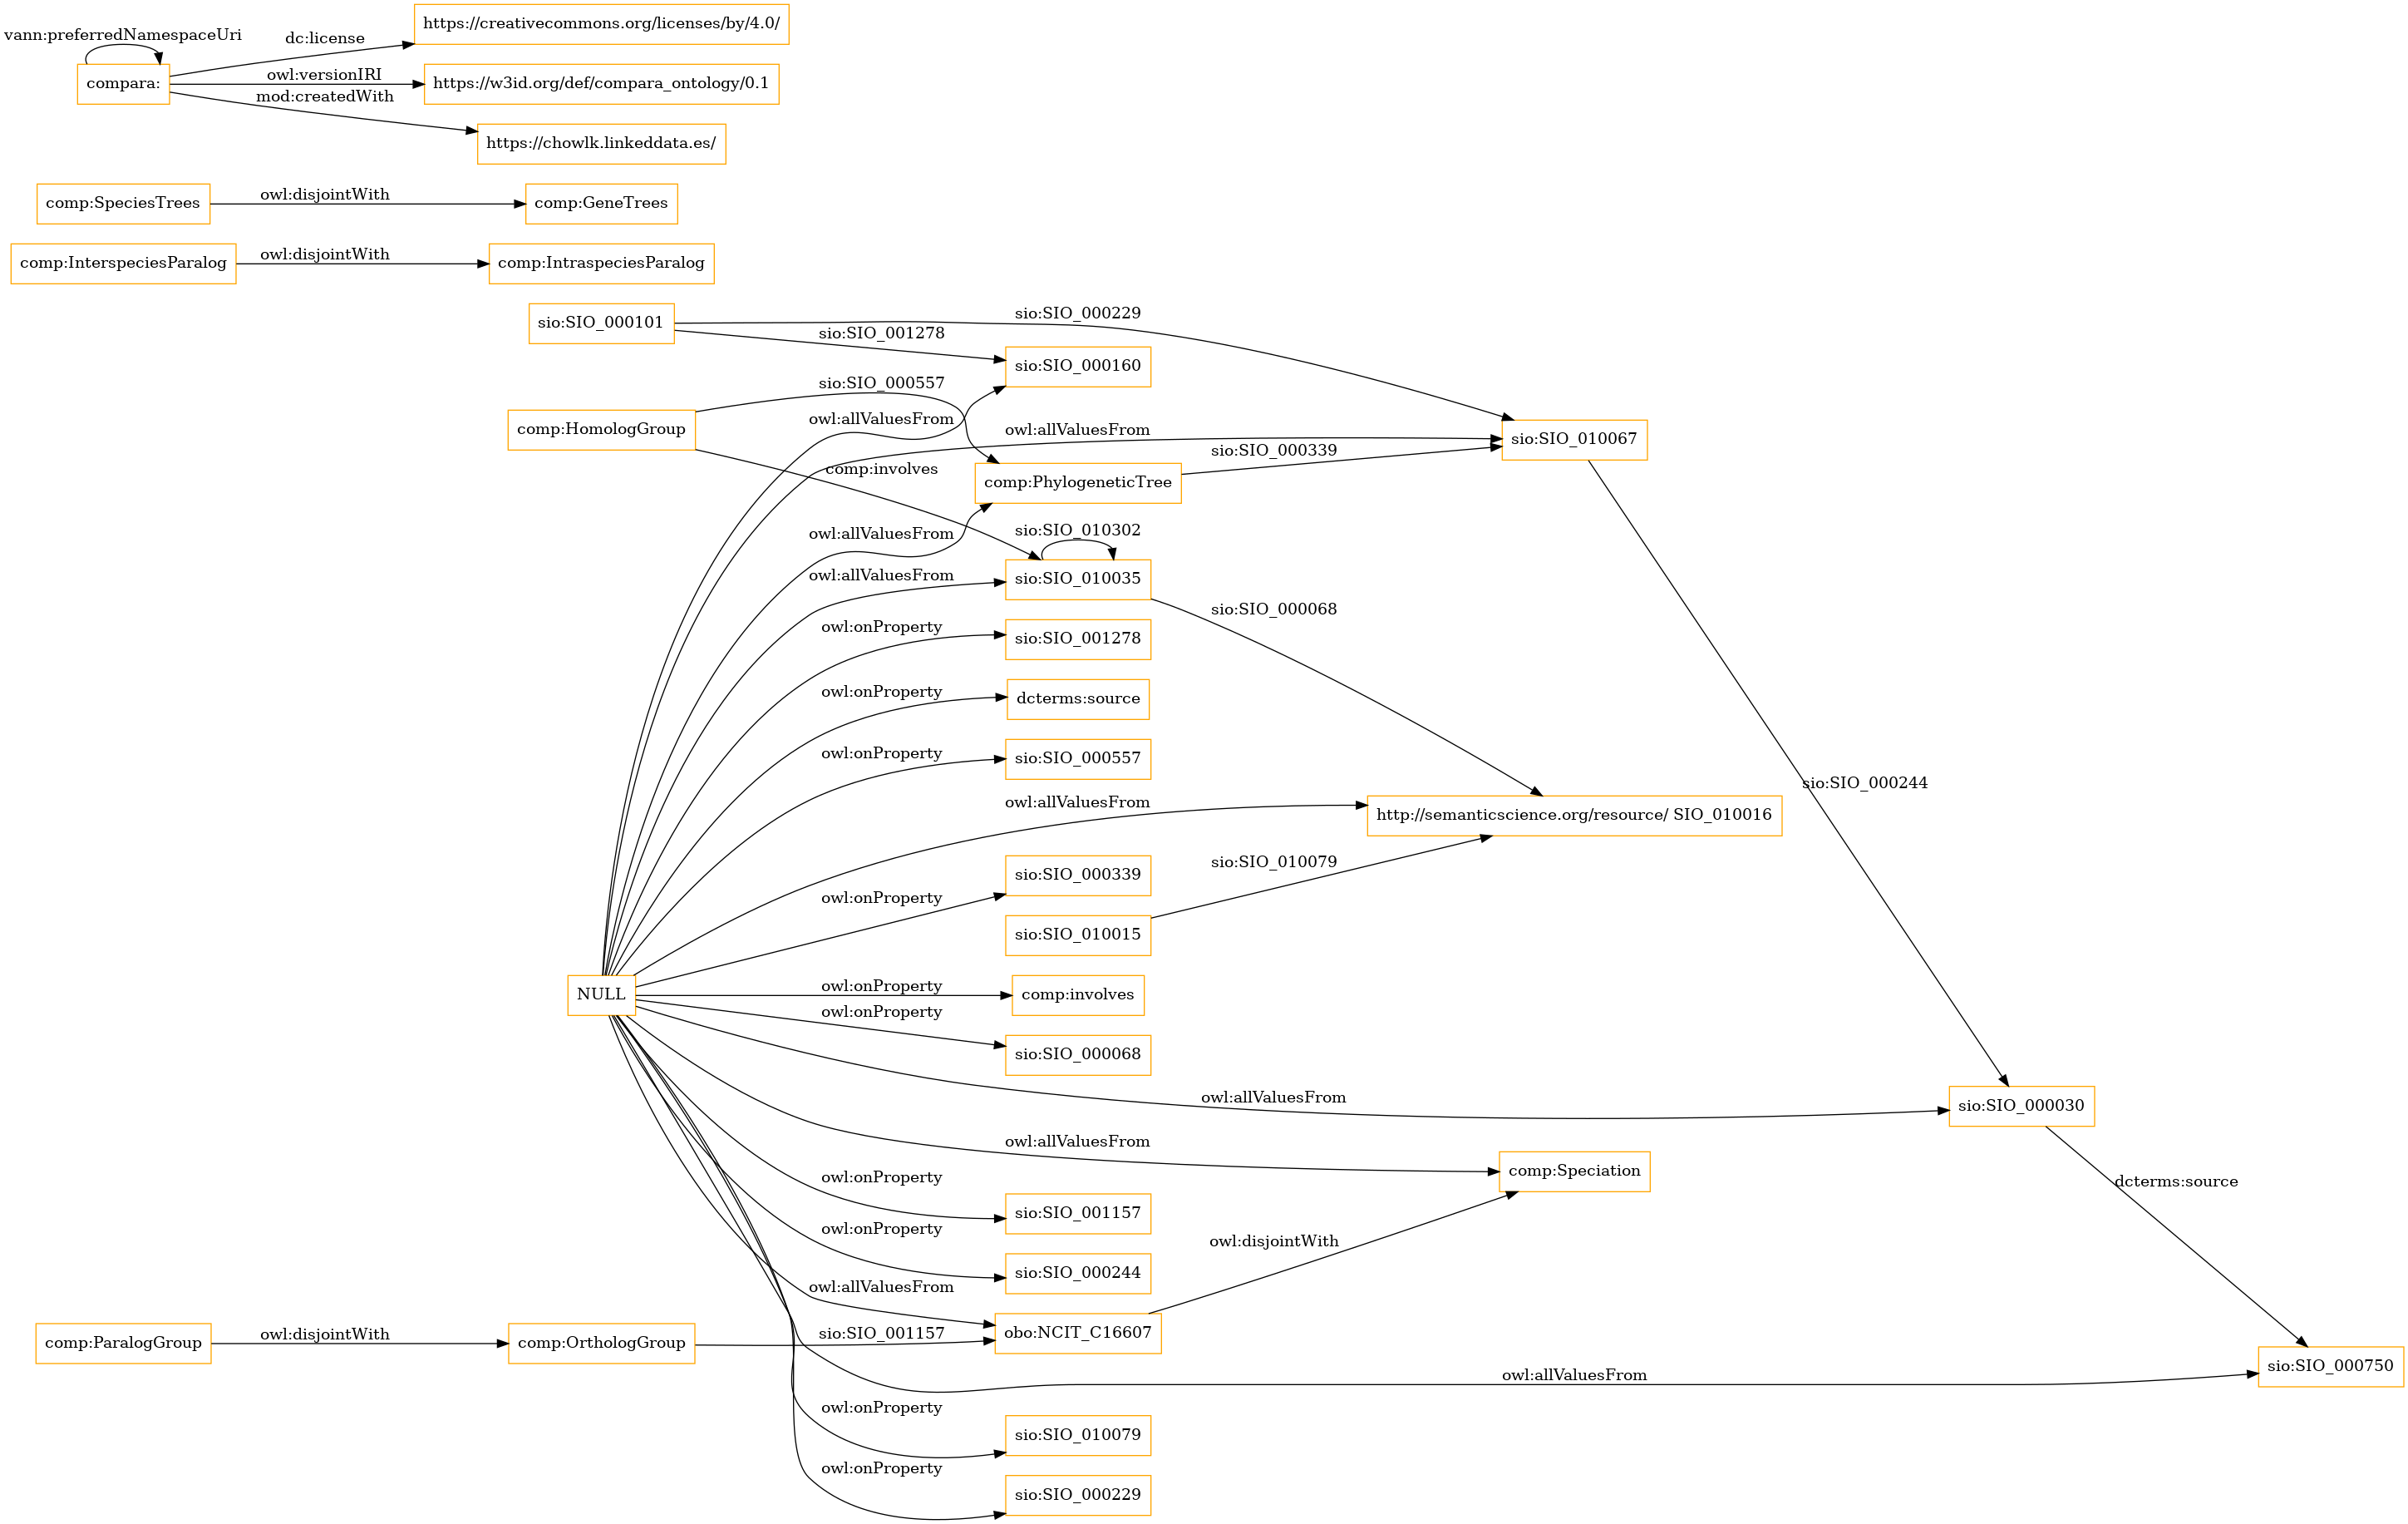 https://creativecommons.org/licenses/by/4.0/
vann:preferredNamespaceUri
dc:license
compara:
owl:versionIRI
https://w3id.org/def/compara_ontology/0.1
mod:createdWith
https://chowlk.linkeddata.es/
comp:SpeciesTrees
owl:disjointWith
comp:GeneTrees
comp:InterspeciesParalog
owl:disjointWith
comp:IntraspeciesParalog
sio:SIO_000101
sio:SIO_000229
sio:SIO_001278
sio:SIO_000160
sio:SIO_000557
comp:HomologGroup
owl:allValuesFrom
owl:allValuesFrom
sio:SIO_010067
comp:involves
sio:SIO_000339
comp:PhylogeneticTree
owl:allValuesFrom
sio:SIO_010302
owl:allValuesFrom
sio:SIO_010035
sio:SIO_000068
owl:onProperty
sio:SIO_001278
owl:onProperty
dcterms:source
owl:onProperty
sio:SIO_000557
sio:SIO_000244
owl:allValuesFrom
http://semanticscience.org/resource/ SIO_010016
sio:SIO_010079
sio:SIO_000339
owl:onProperty
sio:SIO_010015
NULL
owl:onProperty
comp:involves
owl:onProperty
sio:SIO_000068
owl:allValuesFrom
sio:SIO_000030
owl:allValuesFrom
comp:Speciation
owl:onProperty
dcterms:source
sio:SIO_001157
owl:onProperty
owl:disjointWith
sio:SIO_000244
owl:allValuesFrom
comp:ParalogGroup
owl:disjointWith
comp:OrthologGroup
sio:SIO_001157
obo:NCIT_C16607
owl:allValuesFrom
sio:SIO_000750
owl:onProperty
sio:SIO_010079
owl:onProperty
sio:SIO_000229